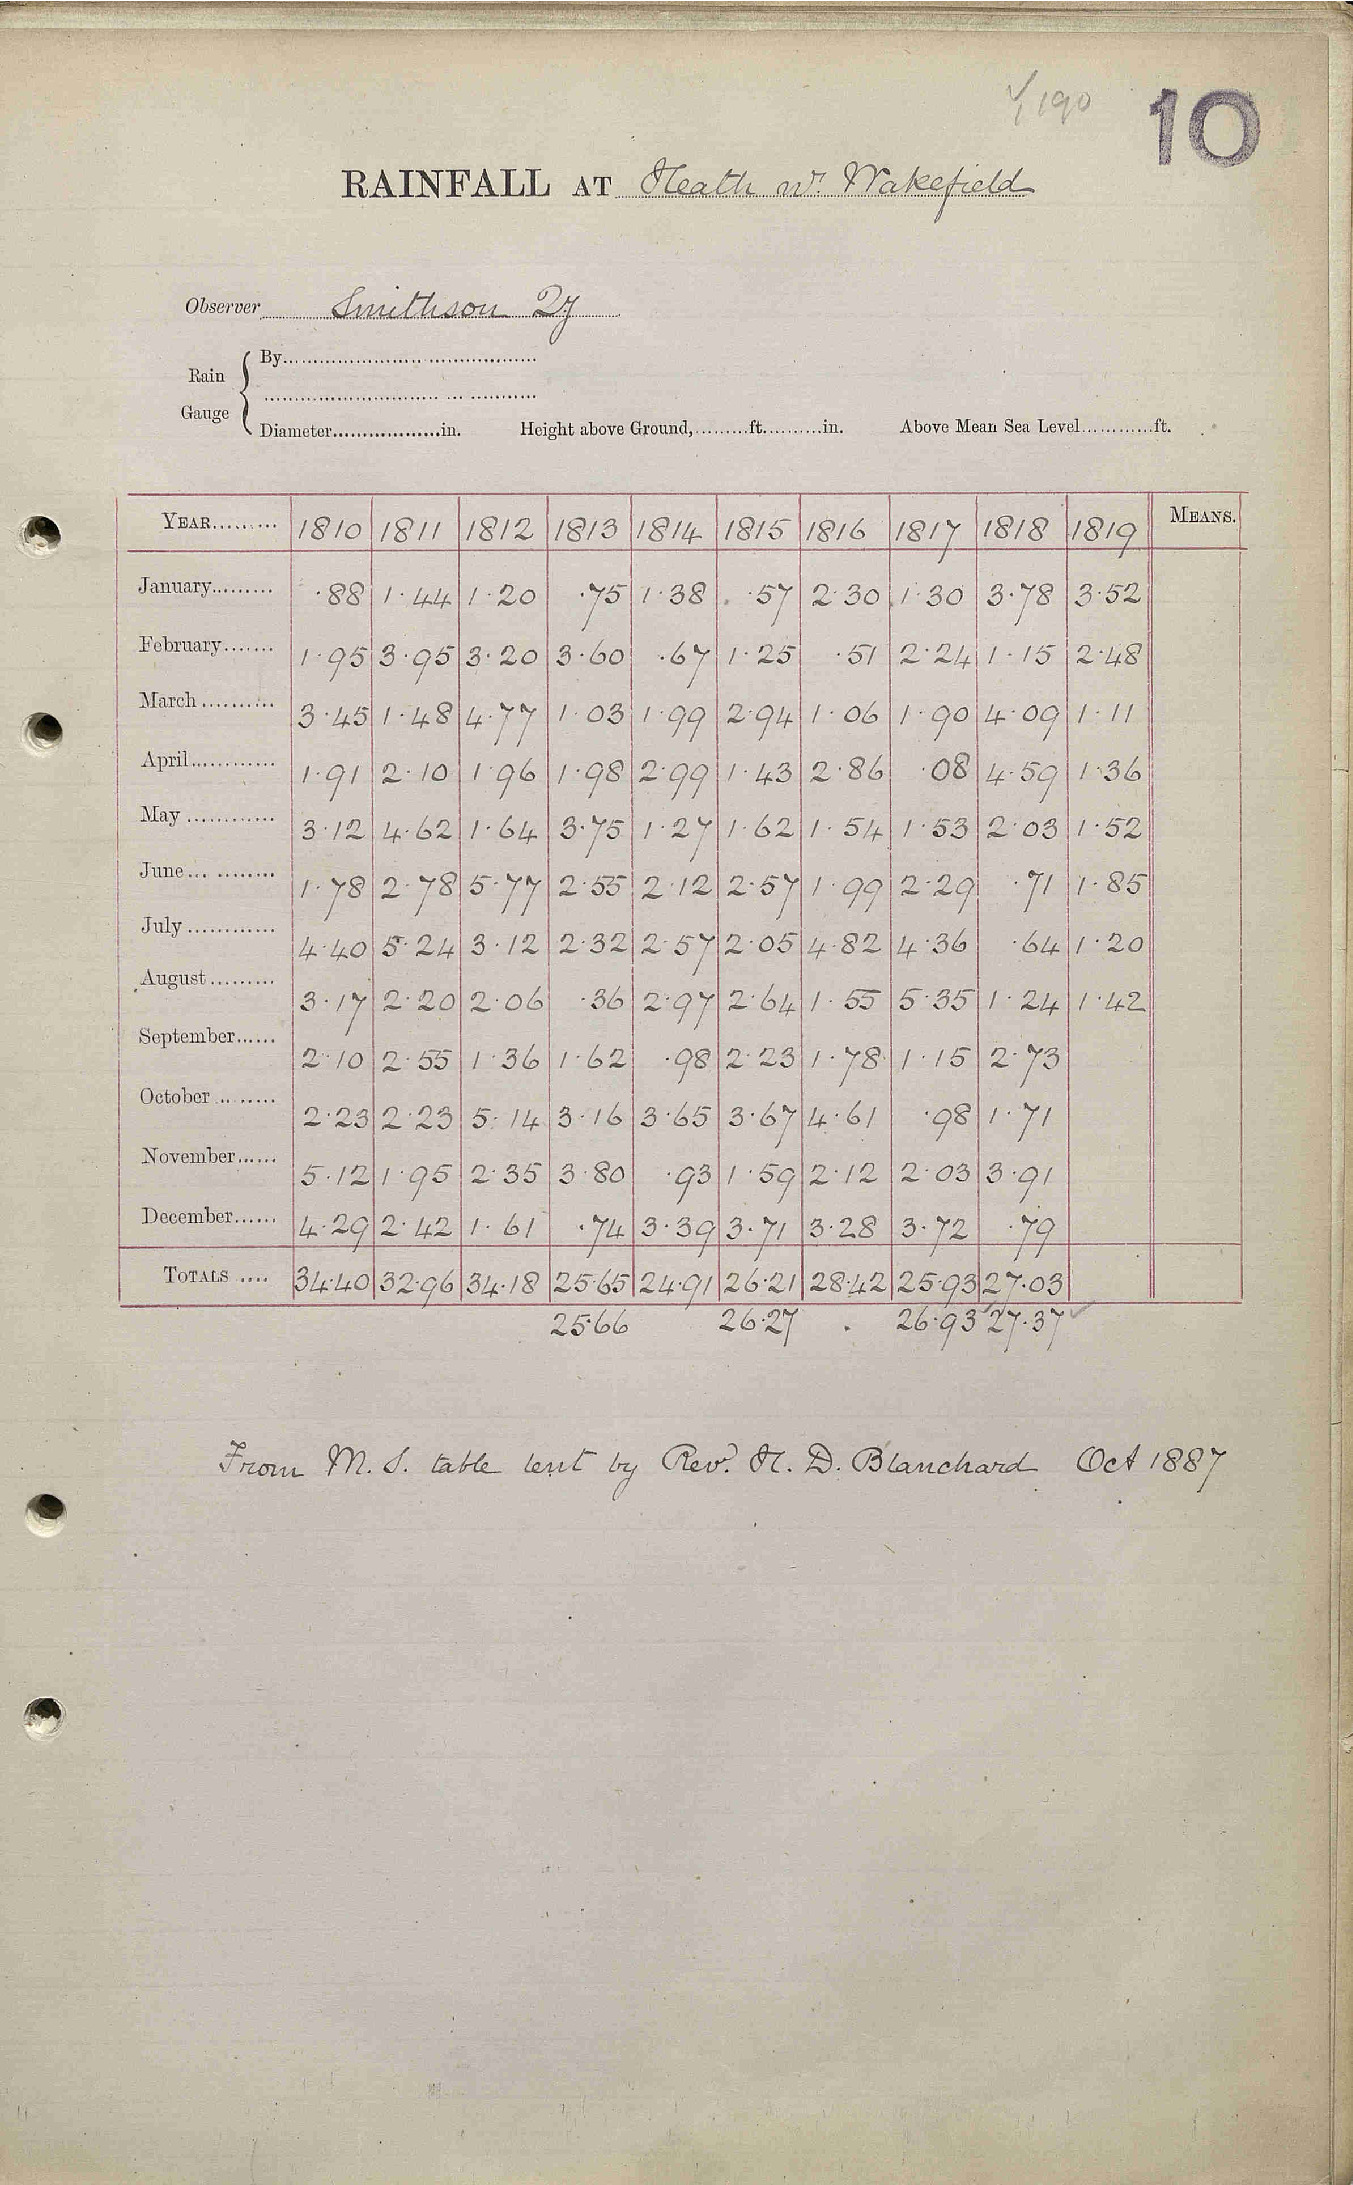 √190 10
RAINFALL AT Heath nr. Wakefield
Observer Smithson Qy
Rain Gauge { By
Diameter in. Height above Ground, ft. in. Above Mean Sea Level ft.
YEAR 1810 1811 1812 1813 1814 1815 1816 1817 1818 1819 MEANS.
January ·88 1·44 1·20 ·75 1·38 ·57 2·30 1·30 3·78 3·52
February 1·95 3·95 3·20 3·60 ·67 1·25 ·51 2·24 1·15 2·48
March 3·45 1·48 4·77 1·03 1·99 2·94 1·06 1·90 4·09 1·11
April 1·91 2·10 1·96 1·98 2·99 1·43 2·86 ·08 4·59 1·36
May 3·12 4·62 1·64 3·75 1·27 1·62 1·54 1·53 2·03 1·52
June 1·78 2·78 5·77 2·55 2·12 2·57 1·99 2·29 ·71 1·85
July 4·40 5·24 3·12 2·32 2·57 2·05 4·82 4·36 ·64 1·20
August 3·17 2·20 2·06 ·36 2·97 2·64 1·55 5·35 1·24 1·42
September 2·10 2·55 1·36 1·62 ·98 2·23 1·78 1·15 2·73
October 2·23 2·23 5·14 3·16 3·65 3·67 4·61 ·98 1·71
November 5·12 1·95 2·35 3·80 ·93 1·59 2·12 2·03 3·91
December 4·29 2·42 1·61 ·74 3·39 3·71 3·28 3·72 ·79
TOTALS 34·40 32·96 34·18 25·65 24·91 26·21 28·42 25·93 27·03
25·66 26·27 26·93 27·37 ✓
From M. S. table lent by Rev. H. D. Blanchard Oct 1887